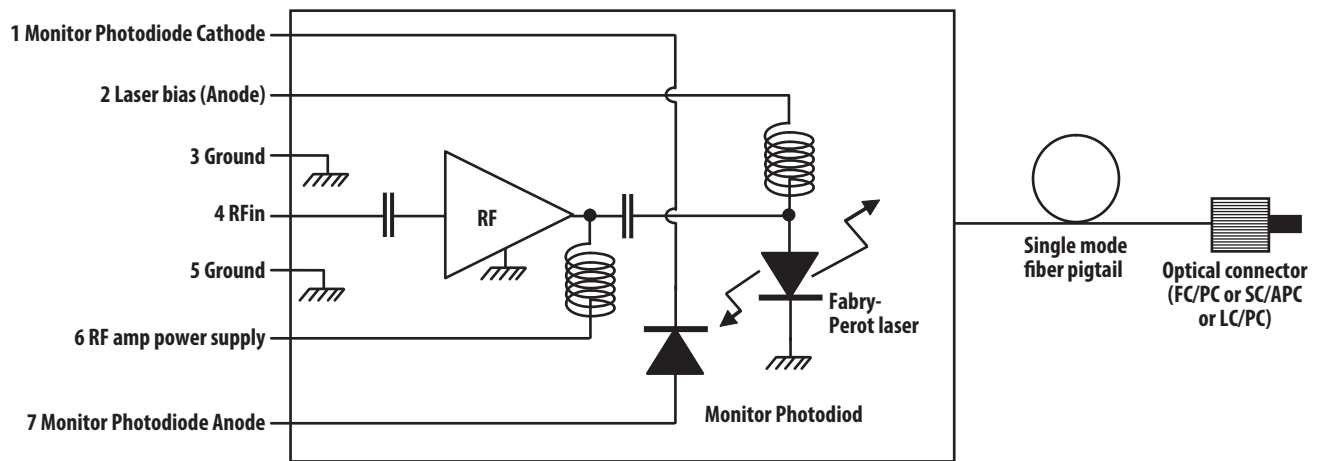 1 Monitor Photodiode Cathode
2 Laser bias (Anode)
3 Ground
4 RFin
RF
5 Ground
6 RF amp power supply
7 Monitor Photodiode Anode
Fabry-
Perot laser
Monitor Photodiod
Single mode
fiber pigtail
Optical connector
(FC/PC or SC/APC
or LC/PC)